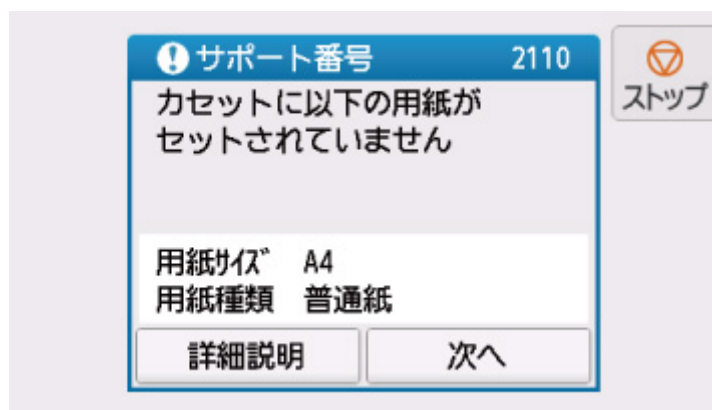 サポート番号 2110
ストップ
カセットに以下の用紙が
セットされていません
用紙サイズ A4
用紙種類 普通紙
詳細説明 次へ